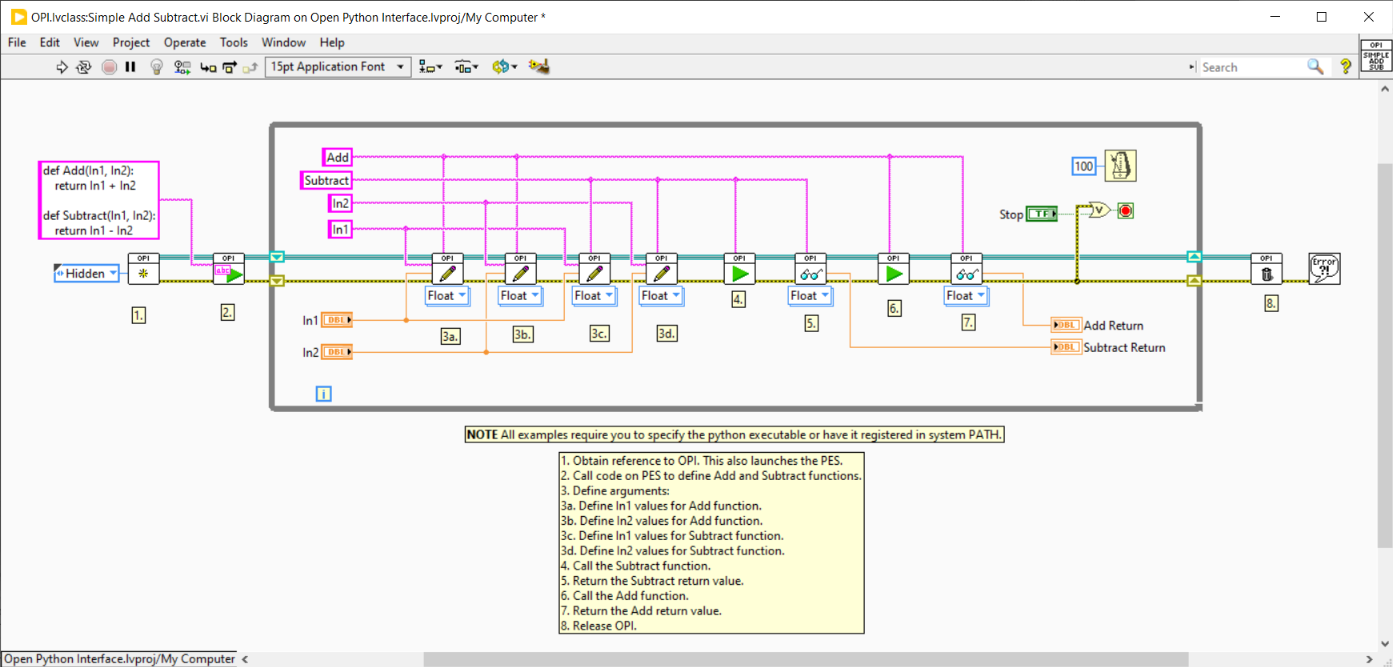 OPI.lvclass:Simple Add Subtract.vi Block Diagram on Open Python Interface.lvproj/My Computer *
File Edit View Project Operate Tools Window Help
15pt Application Font
Search
OPI
SIMPLE
ADD
SUB
def Add(In1, In2):
return In1 + In2
def Subtract(In1, In2):
return In1 - In2
Add
Subtract
In2
In1
100
Stop
TF
V
OPI OPI OPI OPI OPI OPI OPI OPI OPI OPI OPI
Hidden
Abc
Error
?!
Float Float Float Float Float Float
1.
2.
3a.
3b.
3c.
3d.
4.
5.
6.
7.
8.
In1 DBL
In2 DBL
DBL Add Return
DBL Subtract Return
i
NOTE All examples require you to specify the python executable or have it registered in system PATH.
1. Obtain reference to OPI. This also launches the PES.
2. Call code on PES to define Add and Subtract functions.
3. Define arguments:
3a. Define In1 values for Add function.
3b. Define In2 values for Add function.
3c. Define In1 values for Subtract function.
3d. Define In2 values for Subtract function.
4. Call the Subtract function.
5. Return the Subtract return value.
6. Call the Add function.
7. Return the Add return value.
8. Release OPI.
Open Python Interface.lvproj/My Computer